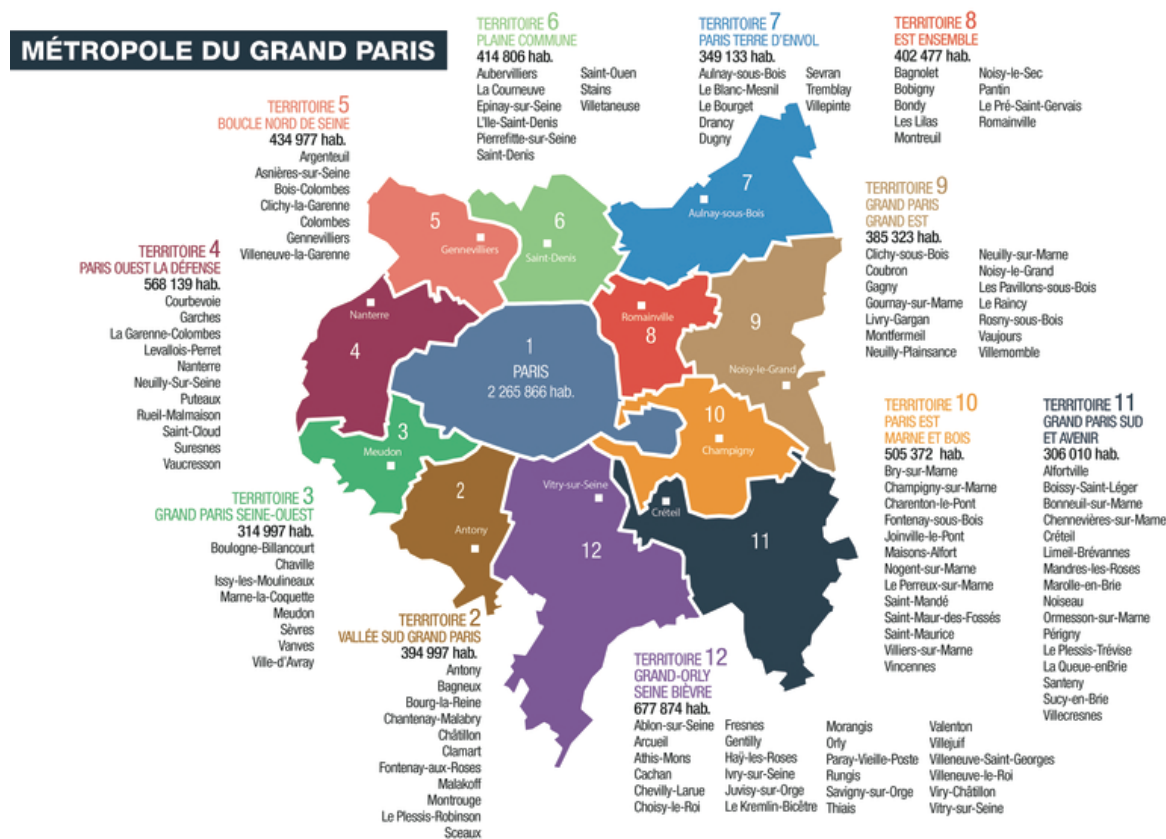 MÉTROPOLE DU GRAND PARIS
TERRITOIRE 6
PLAINE COMMUNE
414 806 hab.
Aubervilliers
La Courneuve
Epinay-sur-Seine
L'Ile-Saint-Denis
Pierrefitte-sur-Seine
Saint-Denis
Saint-Ouen
Stains
Villetaneuse
TERRITOIRE 7
PARIS TERRE D'ENVOL
349 133 hab.
Aulnay-sous-Bois
Le Blanc-Mesnil
Le Bourget
Drancy
Dugny
Sevran
Tremblay
Villepinte
TERRITOIRE 8
EST ENSEMBLE
402 477 hab.
Bagnolet
Bobigny
Bondy
Les Lilas
Montreuil
Noisy-le-Sec
Pantin
Le Pré-Saint-Gervais
Romainville
TERRITOIRE 5
BOUCLE NORD DE SEINE
434 977 hab.
Argenteuil
Asnières-sur-Seine
Bois-Colombes
Clichy-la-Garenne
Colombes
Gennevilliers
Villeneuve-la-Garenne
TERRITOIRE 9
GRAND PARIS
GRAND EST
385 323 hab.
Clichy-sous-Bois
Coubron
Gagny
Gournay-sur-Marne
Livry-Gargan
Montfermeil
Neuilly-Plaisance
Neuilly-sur-Marne
Noisy-le-Grand
Les Pavillons-sous-Bois
Le Raincy
Rosny-sous-Bois
Vaujours
Villemomble
TERRITOIRE 4
PARIS OUEST LA DÉFENSE
568 139 hab.
Courbevoie
Garches
La Garenne-Colombes
Levallois-Perret
Nanterre
Neuilly-Sur-Seine
Puteaux
Rueil-Malmaison
Saint-Cloud
Suresnes
Vaucresson
5
Gennevilliers
6
Saint-Denis
7
Aulnay-sous-Bois
Nanterre
4
1
PARIS
2 265 866 hab.
Romainville
8
9
Noisy-le-Grand
3
Meudon
10
Champigny
2
Antony
Vitry-sur-Seine
12
Créteil
11
TERRITOIRE 10
PARIS EST
MARNE ET BOIS
505 372 hab.
Bry-sur-Marne
Champigny-sur-Marne
Charenton-le-Pont
Fontenay-sous-Bois
Joinville-le-Pont
Maisons-Alfort
Nogent-sur-Marne
Le Perreux-sur-Marne
Saint-Mandé
Saint-Maur-des-Fossés
Saint-Maurice
Villiers-sur-Marne
Vincennes
TERRITOIRE 11
GRAND PARIS SUD
ET AVENIR
306 010 hab.
Alfortville
Boissy-Saint-Léger
Bonneuil-sur-Marne
Chennevières-sur-Marne
Créteil
Limeil-Brévannes
Mandres-les-Roses
Marolle-en-Brie
Noiseau
Ormesson-sur-Marne
Périgny
Le Plessis-Trévise
La Queue-enBrie
Santeny
Sucy-en-Brie
Villecresnes
TERRITOIRE 3
GRAND PARIS SEINE-OUEST
314 997 hab.
Boulogne-Billancourt
Chaville
Issy-les-Moulineaux
Marne-la-Coquette
Meudon
Sèvres
Vanves
Ville-d'Avray
TERRITOIRE 2
VALLÉE SUD GRAND PARIS
394 997 hab.
Antony
Bagneux
Bourg-la-Reine
Chantenay-Malabry
Châtillon
Clamart
Fontenay-aux-Roses
Malakoff
Montrouge
Le Plessis-Robinson
Sceaux
TERRITOIRE 12
GRAND-ORLY
SEINE BIÈVRE
677 874 hab.
Ablon-sur-Seine
Arcueil
Athis-Mons
Cachan
Chevilly-Larue
Choisy-le-Roi
Fresnes
Gentilly
Haÿ-les-Roses
Ivry-sur-Seine
Juvisy-sur-Orge
Le Kremlin-Bicêtre
Morangis
Orly
Paray-Vieille-Poste
Rungis
Savigny-sur-Orge
Thiais
Valenton
Villejuif
Villeneuve-Saint-Georges
Villeneuve-le-Roi
Viry-Châtillon
Vitry-sur-Seine